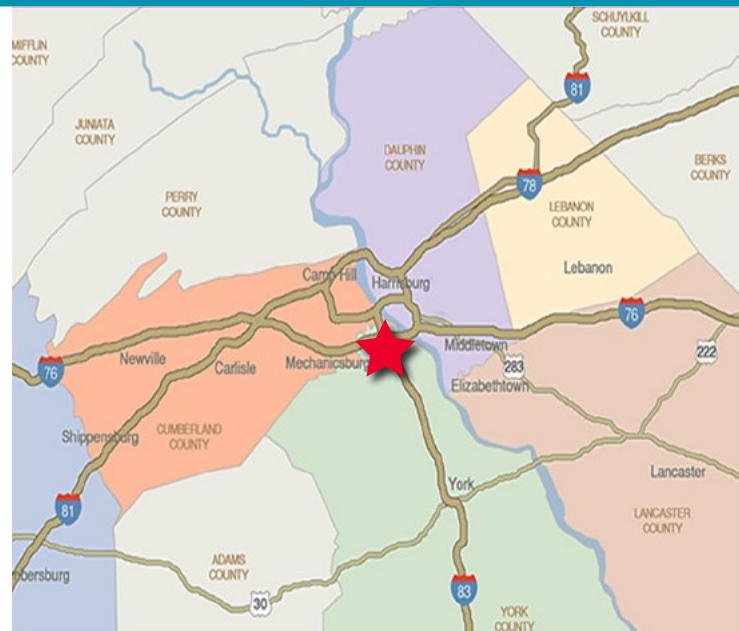 SCHUYLKILL
COUNTY
MIFFLIN
COUNTY
81
JUNIATA
COUNTY
DAUPHIN
COUNTY
BERKS
COUNTY
78
PERRY
COUNTY
LEBANON
COUNTY
Camp Hill
Harrisburg
Lebanon
76
Newville
Carlisle
Mechanicsburg
Middletown
76
283
222
Elizabethtown
Shippensburg
CUMBERLAND
COUNTY
York
Lancaster
81
LANCASTER
COUNTY
ADAMS
COUNTY
mbersburg
30
83
YORK
COUNTY